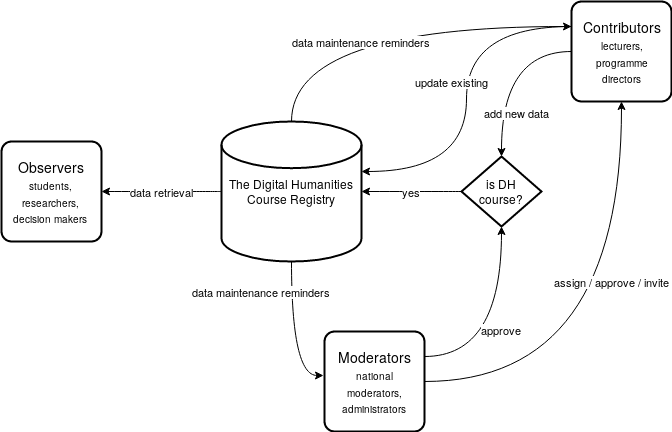 Contributors
lecturers,
programme
directors
data maintenance reminders
update existing
add new data
The Digital Humanities
Course Registry
Observers
students,
researchers,
decision makers
data retrieval
yes
is DH
course?
data maintenance reminders
assign / approve / invite
approve
Moderators
national
moderators,
administrators